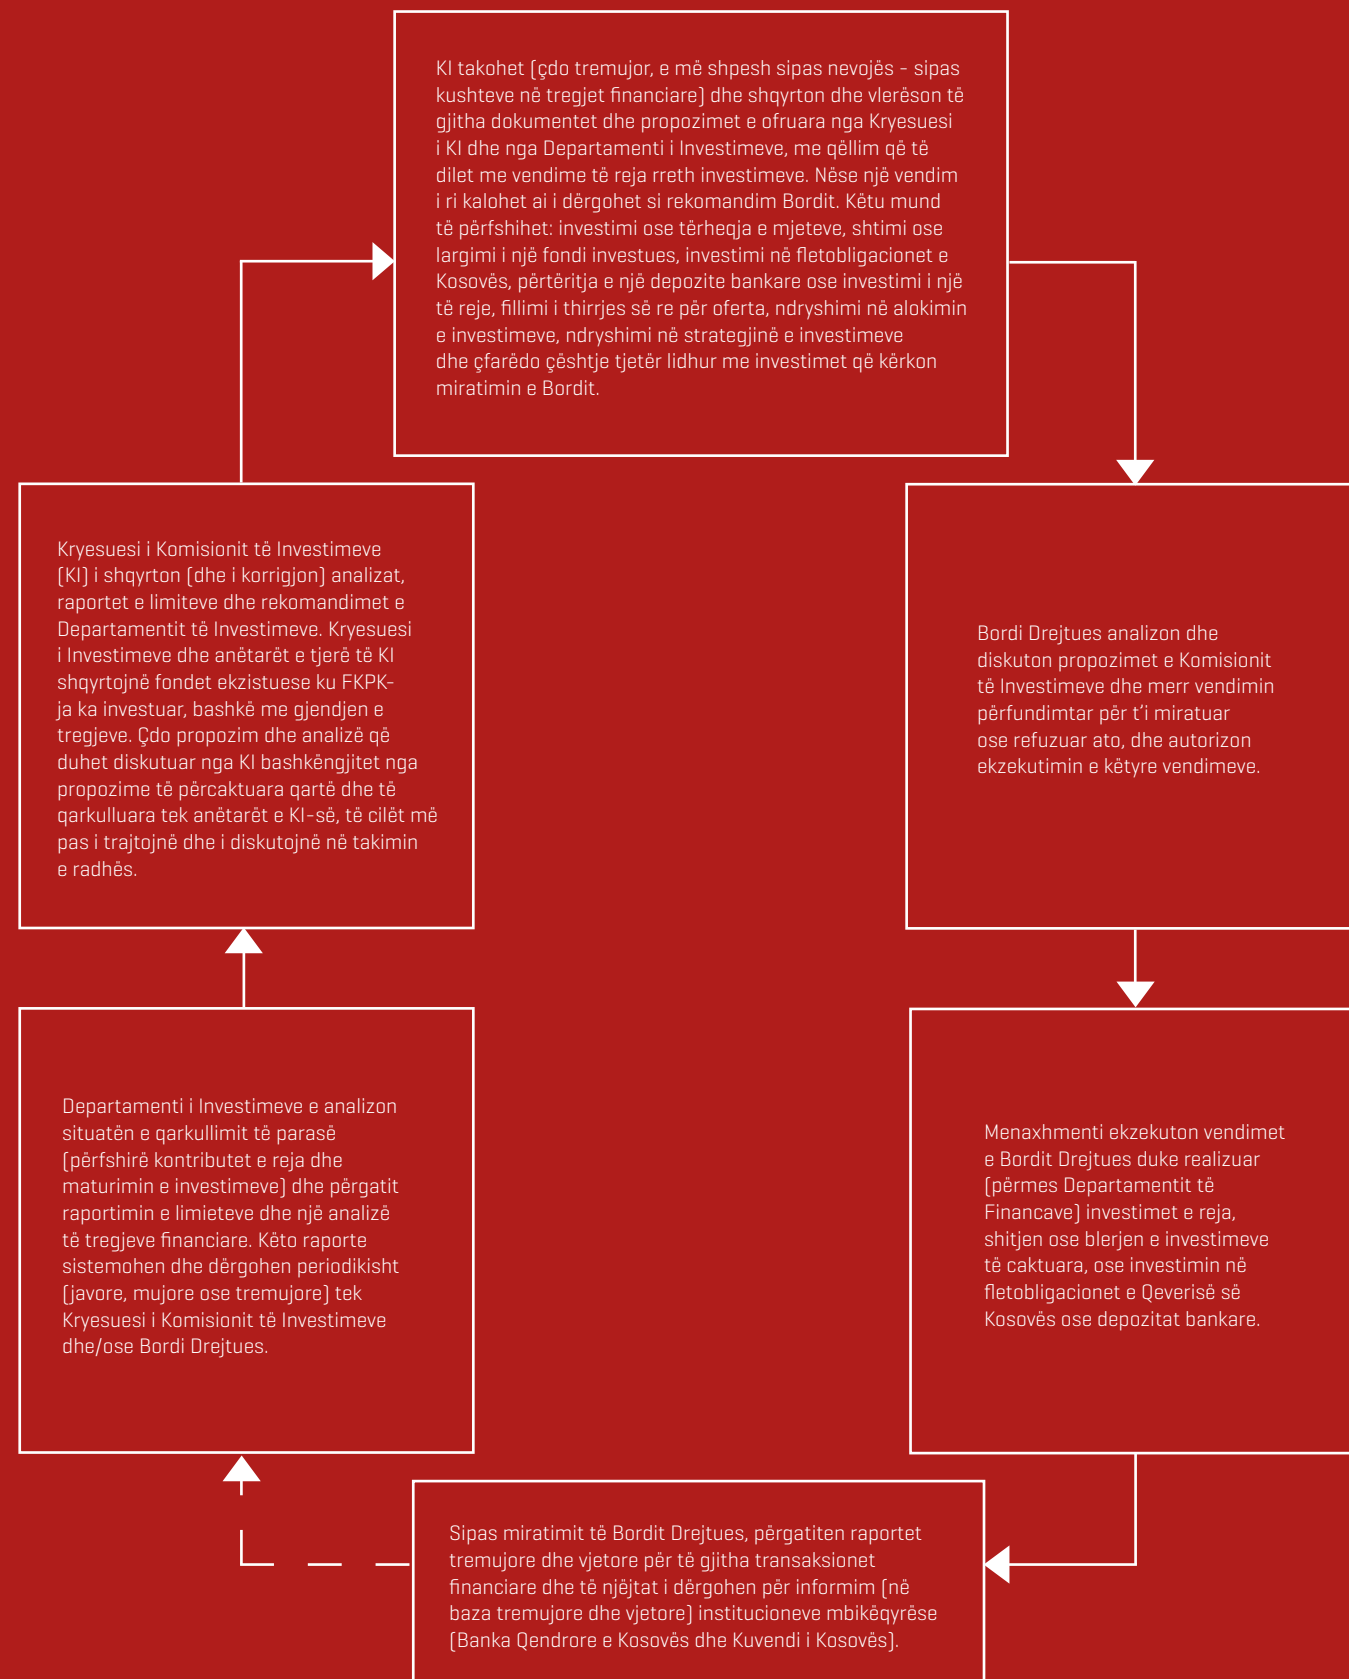 KI takohet (çdo tremujor, e më shpesh sipas nevojës - sipas
kushteve në tregjet financiare) dhe shqyrton dhe vlerëson të
gjitha dokumentet dhe propozimet e ofruara nga Kryesuesi
i KI dhe nga Departamenti i Investimeve, me qëllim që të
dilet me vendime të reja rreth investimeve. Nëse një vendim
i ri kalohet ai i dërgohet si rekomandim Bordit. Këtu mund
të përfshihet: investimi ose tërheqja e mjeteve, shtimi ose
largimi i një fondi investues, investimi në fletobligacionet e
Kosovës, përtëritja e një depozite bankare ose investimi i një
të reje, fillimi i thirrjes së re për oferta, ndryshimi në alokimin
e investimeve, ndryshimi në strategjinë e investimeve
dhe çfarëdo çështje tjetër lidhur me investimet që kërkon
miratimin e Bordit.
Kryesuesi i Komisionit të Investimeve
(KI) i shqyrton (dhe i korrigjon) analizat,
raportet e limiteve dhe rekomandimet e
Departamentit të Investimeve. Kryesuesi
i Investimeve dhe anëtarët e tjerë të KI
shqyrtojnë fondet ekzistuese ku FKPK-
ja ka investuar, bashkë me gjendjen e
tregjeve. Çdo propozim dhe analizë që
duhet diskutuar nga KI bashkëngjitet nga
propozime të përcaktuara qartë dhe të
qarkulluara tek anëtarët e KI-së, të cilët më
pas i trajtojnë dhe i diskutojnë në takimin
e radhës.
Bordi Drejtues analizon dhe
diskuton propozimet e Komisionit
të Investimeve dhe merr vendimin
përfundimtar për t'i miratuar
ose refuzuar ato, dhe autorizon
ekzekutimin e këtyre vendimeve.
Departamenti i Investimeve e analizon
situatën e qarkullimit të parasë
(përfshirë kontributet e reja dhe
maturimin e investimeve) dhe përgatit
raportimin e limieteve dhe një analizë
të tregjeve financiare. Këto raporte
sistemohen dhe dërgohen periodikisht
(javore, mujore ose tremujore) tek
Kryesuesi i Komisionit të Investimeve
dhe/ose Bordi Drejtues.
Menaxhmenti ekzekuton vendimet
e Bordit Drejtues duke realizuar
(përmes Departamentit të
Financave) investimet e reja,
shitjen ose blerjen e investimeve
të caktuara, ose investimin në
fletobligacionet e Qeverisë së
Kosovës ose depozitat bankare.
Sipas miratimit të Bordit Drejtues, përgatiten raportet
tremujore dhe vjetore për të gjitha transaksionet
financiare dhe të njëjtat i dërgohen për informim (në
baza tremujore dhe vjetore) institucioneve mbikëqyrëse
(Banka Qendrore e Kosovës dhe Kuvendi i Kosovës).